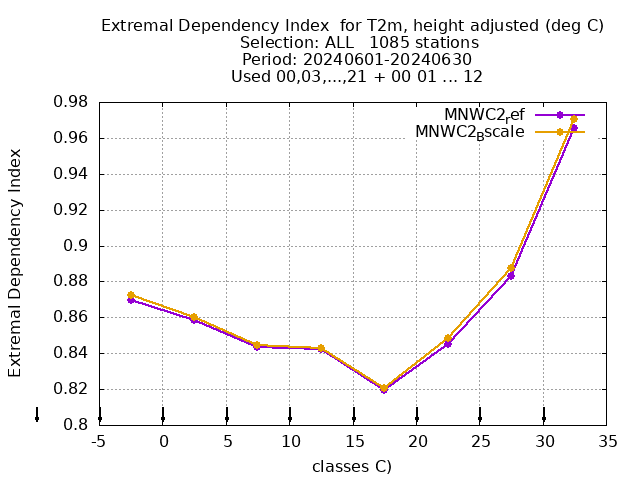 Extremal Dependency Index  for T2m, height adjusted (deg C)
Selection: ALL   1085 stations
Period: 20240601-20240630
Used 00,03,...,21 + 00 01 ... 12
MNWC2ref
MNWC2Bscale
0.98
0.96
0.94
0.92
0.9
0.88
0.86
0.84
0.82
0.8
Extremal Dependency Index
-5 0 5 10 15 20 25 30 35
classes C)